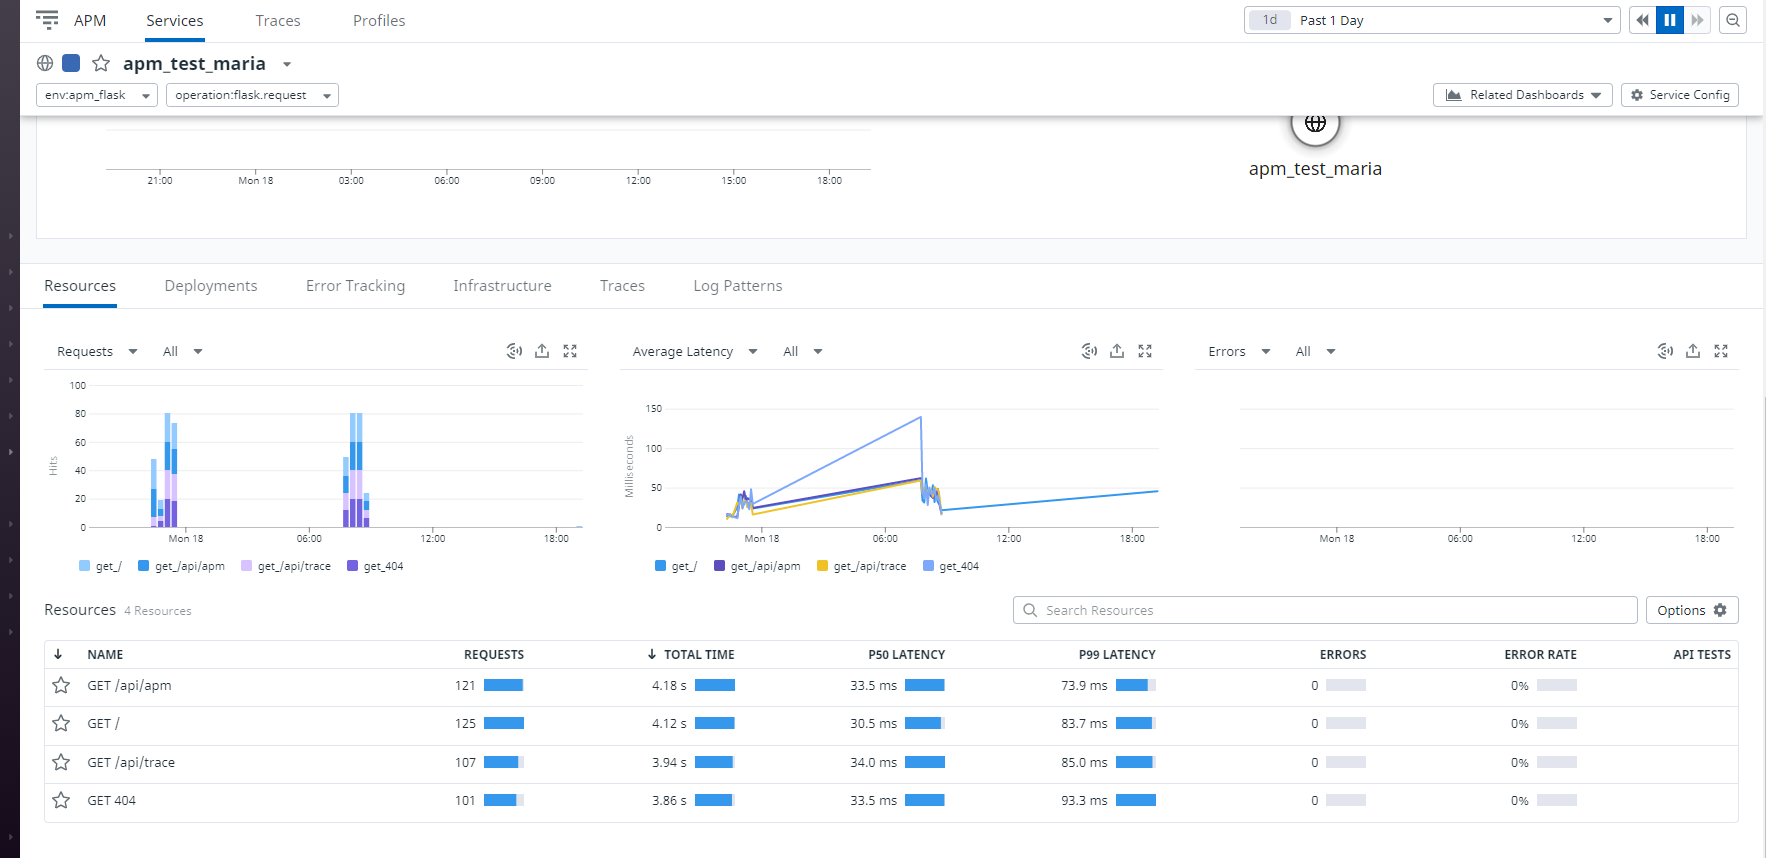 APM Services Traces Profiles 1d Past 1 Day
apm_test_maria
env:apm_flask operation:flask.request Related Dashboards Service Config
apm_test_maria
21:00 Mon 18 03:00 06:00 09:00 12:00 15:00 18:00
Resources Deployments Error Tracking Infrastructure Traces Log Patterns
Requests All
Hits
100
80
60
40
20
0
Mon 18 06:00 12:00 18:00
get_/ get_/api/apm get_/api/trace get_404
Average Latency All
Milliseconds
150
100
50
0
Mon 18 06:00 12:00 18:00
get_/ get_/api/apm get_/api/trace get_404
Errors All
Mon 18 06:00 12:00 18:00
Resources 4 Resources Search Resources Options
NAME REQUESTS TOTAL TIME P50 LATENCY P99 LATENCY ERRORS ERROR RATE API TESTS
GET /api/apm 121 4.18 s 33.5 ms 73.9 ms 0 0%
GET / 125 4.12 s 30.5 ms 83.7 ms 0 0%
GET /api/trace 107 3.94 s 34.0 ms 85.0 ms 0 0%
GET 404 101 3.86 s 33.5 ms 93.3 ms 0 0%